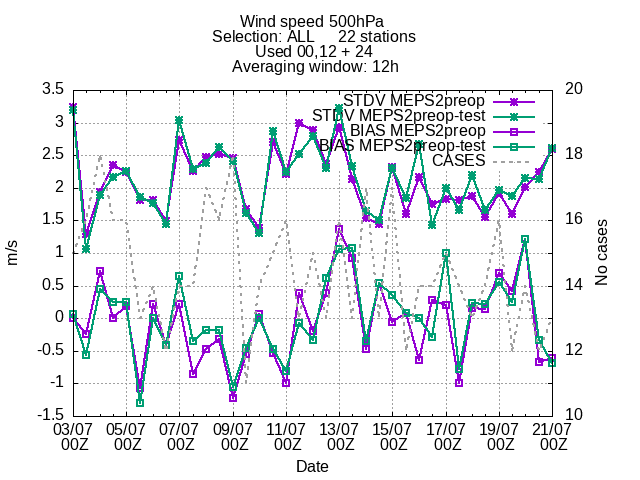 Wind speed 500hPa
Selection: ALL 22 stations
Used 00,12 + 24
Averaging window: 12h
3.5
3
2.5
2
1.5
1
0.5
0
-0.5
-1
-1.5
m/s
20
18
16
14
12
10
No cases
STDV MEPS2preop
STDV MEPS2preop-test
BIAS MEPS2preop
BIAS MEPS2preop-test
CASES
03/07 05/07 07/07 09/07 11/07 13/07 15/07 17/07 19/07 21/07
00Z 00Z 00Z 00Z 00Z 00Z 00Z 00Z 00Z 00Z
Date